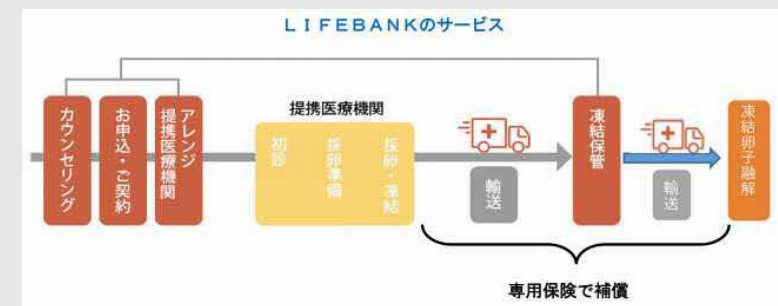 LIFEBANKのサービス
カウンセリング
お申込・ご契約
アレンジ
提携医療機関
提携医療機関
初診
採卵準備
採卵・凍結
輸送
凍結保管
輸送
凍結卵子融解
専用保険で補償